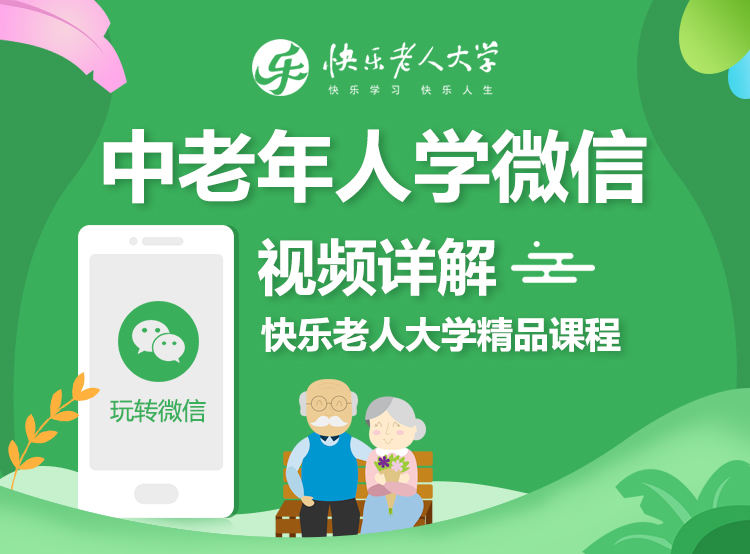 快乐老人大学
快乐学习 快乐人生
中老年人学微信
视频详解
快乐老人大学精品课程
玩转微信